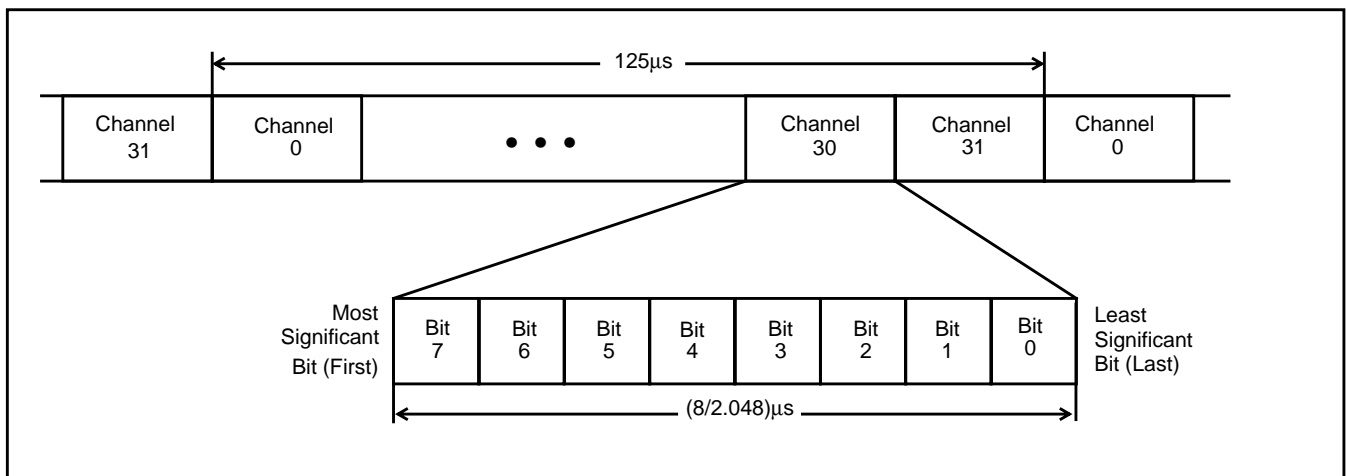 125μs
Channel
31
Channel
0
• • •
Channel
30
Channel
31
Channel
0
Most
Significant
Bit (First)
Bit
7
Bit
6
Bit
5
Bit
4
Bit
3
Bit
2
Bit
1
Bit
0
Least
Significant
Bit (Last)
(8/2.048)μs